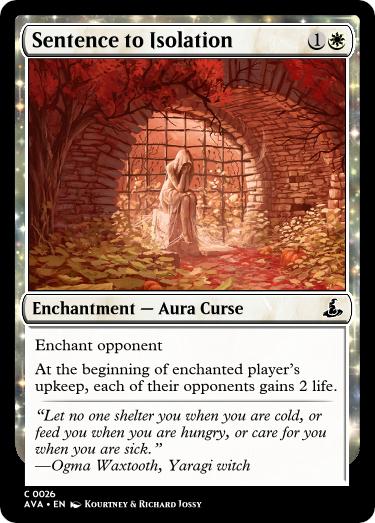 Sentence to Isolation 1
Enchantment — Aura Curse
Enchant opponent
At the beginning of enchanted player's
upkeep, each of their opponents gains 2 life.
“Let no one shelter you when you are cold, or
feed you when you are hungry, or care for you
when you are sick.”
—Ogma Waxtooth, Yaragi witch
C 0026
AVA • EN Kourtney & Richard Jossy